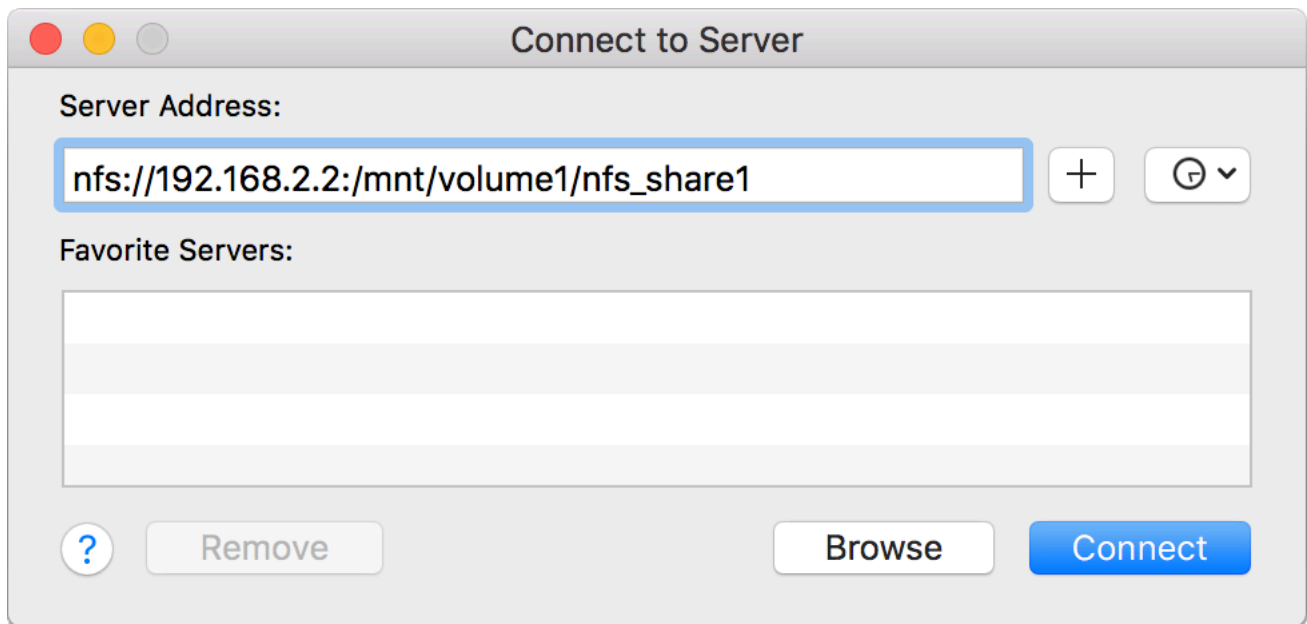 Connect to Server
Server Address:
nfs://192.168.2.2:/mnt/volume1/nfs_share1
Favorite Servers:
? Remove Browse Connect